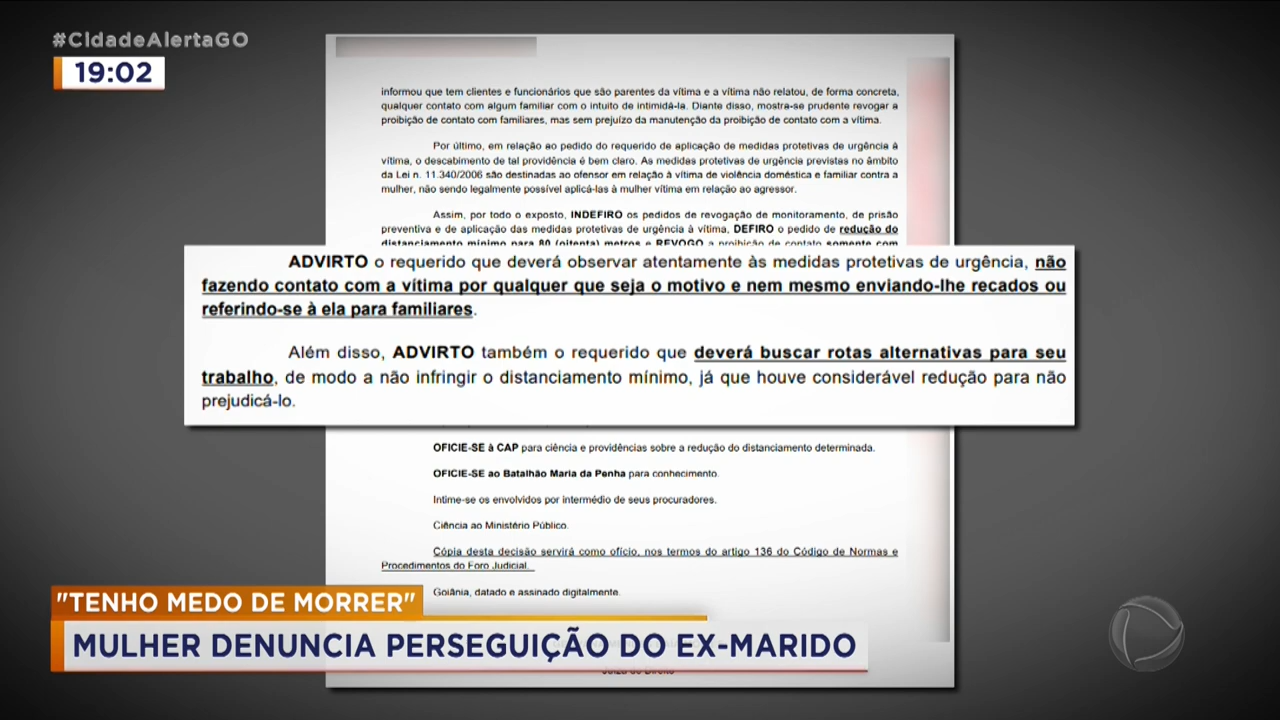 #CIdadeAlertaGO
19:02
informou que tem clientes e funcionários que são parentes da vítima e a vítima não relatou, de forma concreta,
qualquer contato com algum familiar com o intuito de intimidá-la. Diante disso, mostra-se prudente revogar a
proibição de contato com familiares, mas sem prejuízo da manutenção da proibição de contato com a vítima.
Por último, em relação ao pedido do requerido de aplicação de medidas protetivas de urgência à
vítima, o descabimento de tal providência é bem claro. As medidas protetivas de urgência previstas no âmbito
da Lei n. 11.340/2006 são destinadas ao ofensor em relação à vítima de violência doméstica e familiar contra a
mulher, não sendo legalmente possível aplicá-las à mulher vítima em relação ao agressor.
Assim, por todo o exposto, INDEFIRO os pedidos de revogação de monitoramento, de prisão
preventiva e de aplicação das medidas protetivas de urgência à vítima, DEFIRO o pedido de redução do
distanciamento mínimo para 80 (oitenta) metros e REVOGO a proibição de contato somente com
ADVIRTO o requerido que deverá observar atentamente às medidas protetivas de urgência, não
fazendo contato com a vítima por qualquer que seja o motivo e nem mesmo enviando-lhe recados ou
referindo-se à ela para familiares.
Além disso, ADVIRTO também o requerido que deverá buscar rotas alternativas para seu
trabalho, de modo a não infringir o distanciamento mínimo, já que houve considerável redução para não
prejudicá-lo.
OFICIE-SE à CAP para ciência e providências sobre a redução do distanciamento determinada.
OFICIE-SE ao Batalhão Maria da Penha para conhecimento.
Intime-se os envolvidos por intermédio de seus procuradores.
Ciência ao Ministério Público.
Cópia desta decisão servirá como ofício, nos termos do artigo 136 do Código de Normas e
Procedimentos do Foro Judicial.
Goiânia, datado e assinado digitalmente.
"TENHO MEDO DE MORRER"
MULHER DENUNCIA PERSEGUIÇÃO DO EX-MARIDO